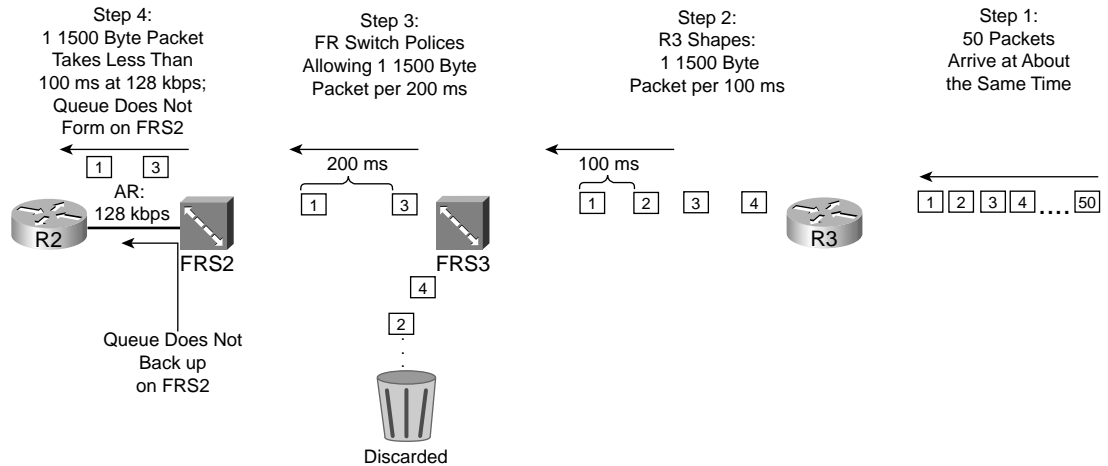 Step 4:
1 1500 Byte Packet
Takes Less Than
100 ms at 128 kbps;
Queue Does Not
Form on FRS2
Step 3:
FR Switch Polices
Allowing 1 1500 Byte
Packet per 200 ms
Step 2:
R3 Shapes:
1 1500 Byte
Packet per 100 ms
Step 1:
50 Packets
Arrive at About
the Same Time
1 3
AR:
128 kbps
R2
FRS2
200 ms
1 3
FRS3
100 ms
1 2 3 4
R3
1 2 3 4 .... 50
4
2
Queue Does Not
Back up
on FRS2
Discarded